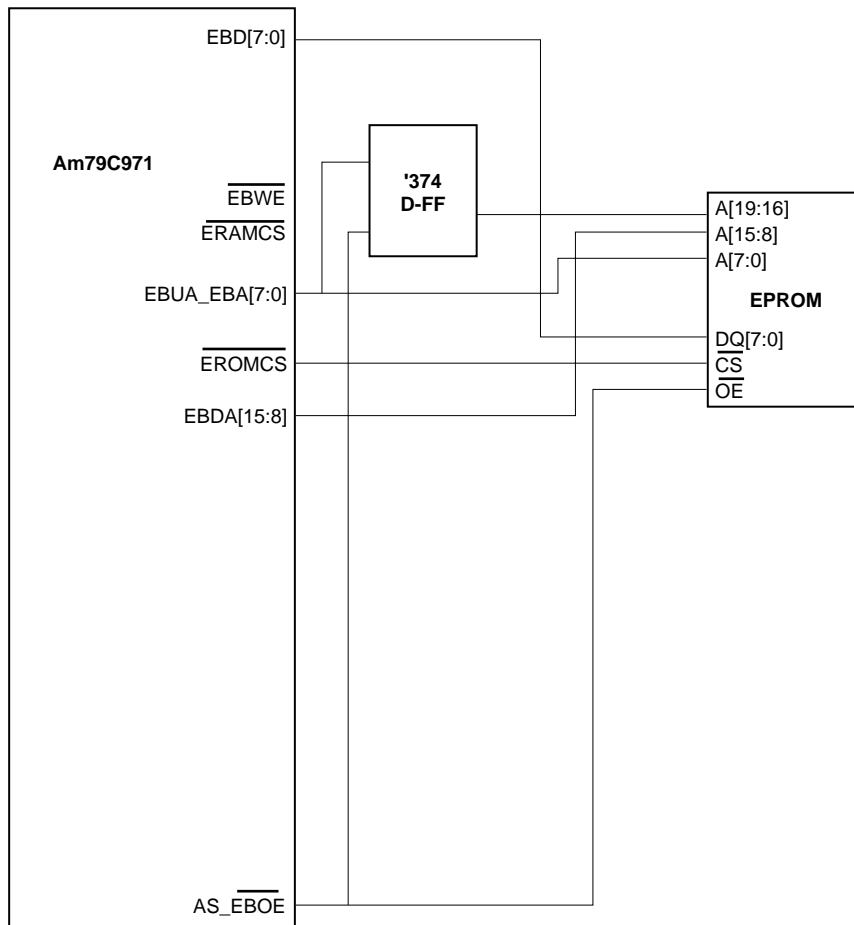 EBD[7:0]
Am79C971
EBWE
ERAMCS
EBUA_EBA[7:0]
EROMCS
EBDA[15:8]
AS_EBOE
'374
D-FF
A[19:16]
A[15:8]
A[7:0]
EPROM
DQ[7:0]
CS
OE